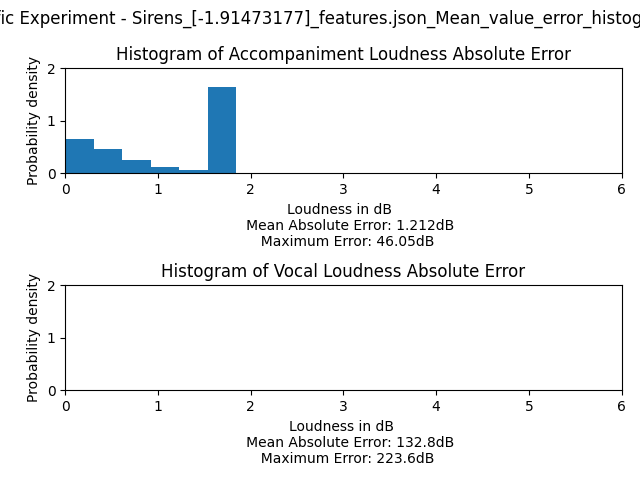 Experiment - Sirens_[-1.91473177]_features.json_Mean_value_error_histog
Histogram of Accompaniment Loudness Absolute Error
Probability density
2
1
0
0 1 2 3 4 5 6
Loudness in dB
Mean Absolute Error: 1.212dB
Maximum Error: 46.05dB
Histogram of Vocal Loudness Absolute Error
Probability density
2
1
0
0 1 2 3 4 5 6
Loudness in dB
Mean Absolute Error: 132.8dB
Maximum Error: 223.6dB